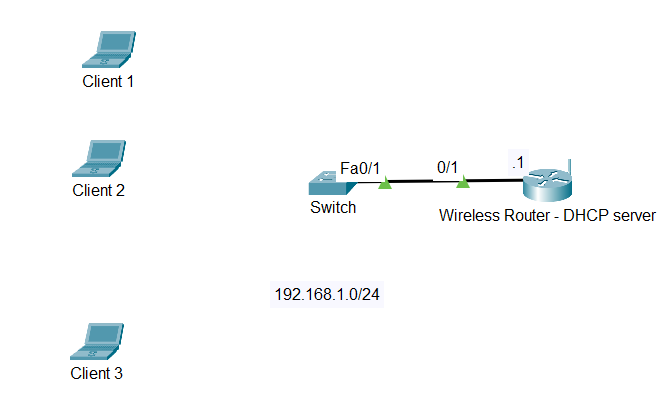 Client 1
Client 2
Fa0/1
0/1
.1
Switch
Wireless Router - DHCP server
192.168.1.0/24
Client 3